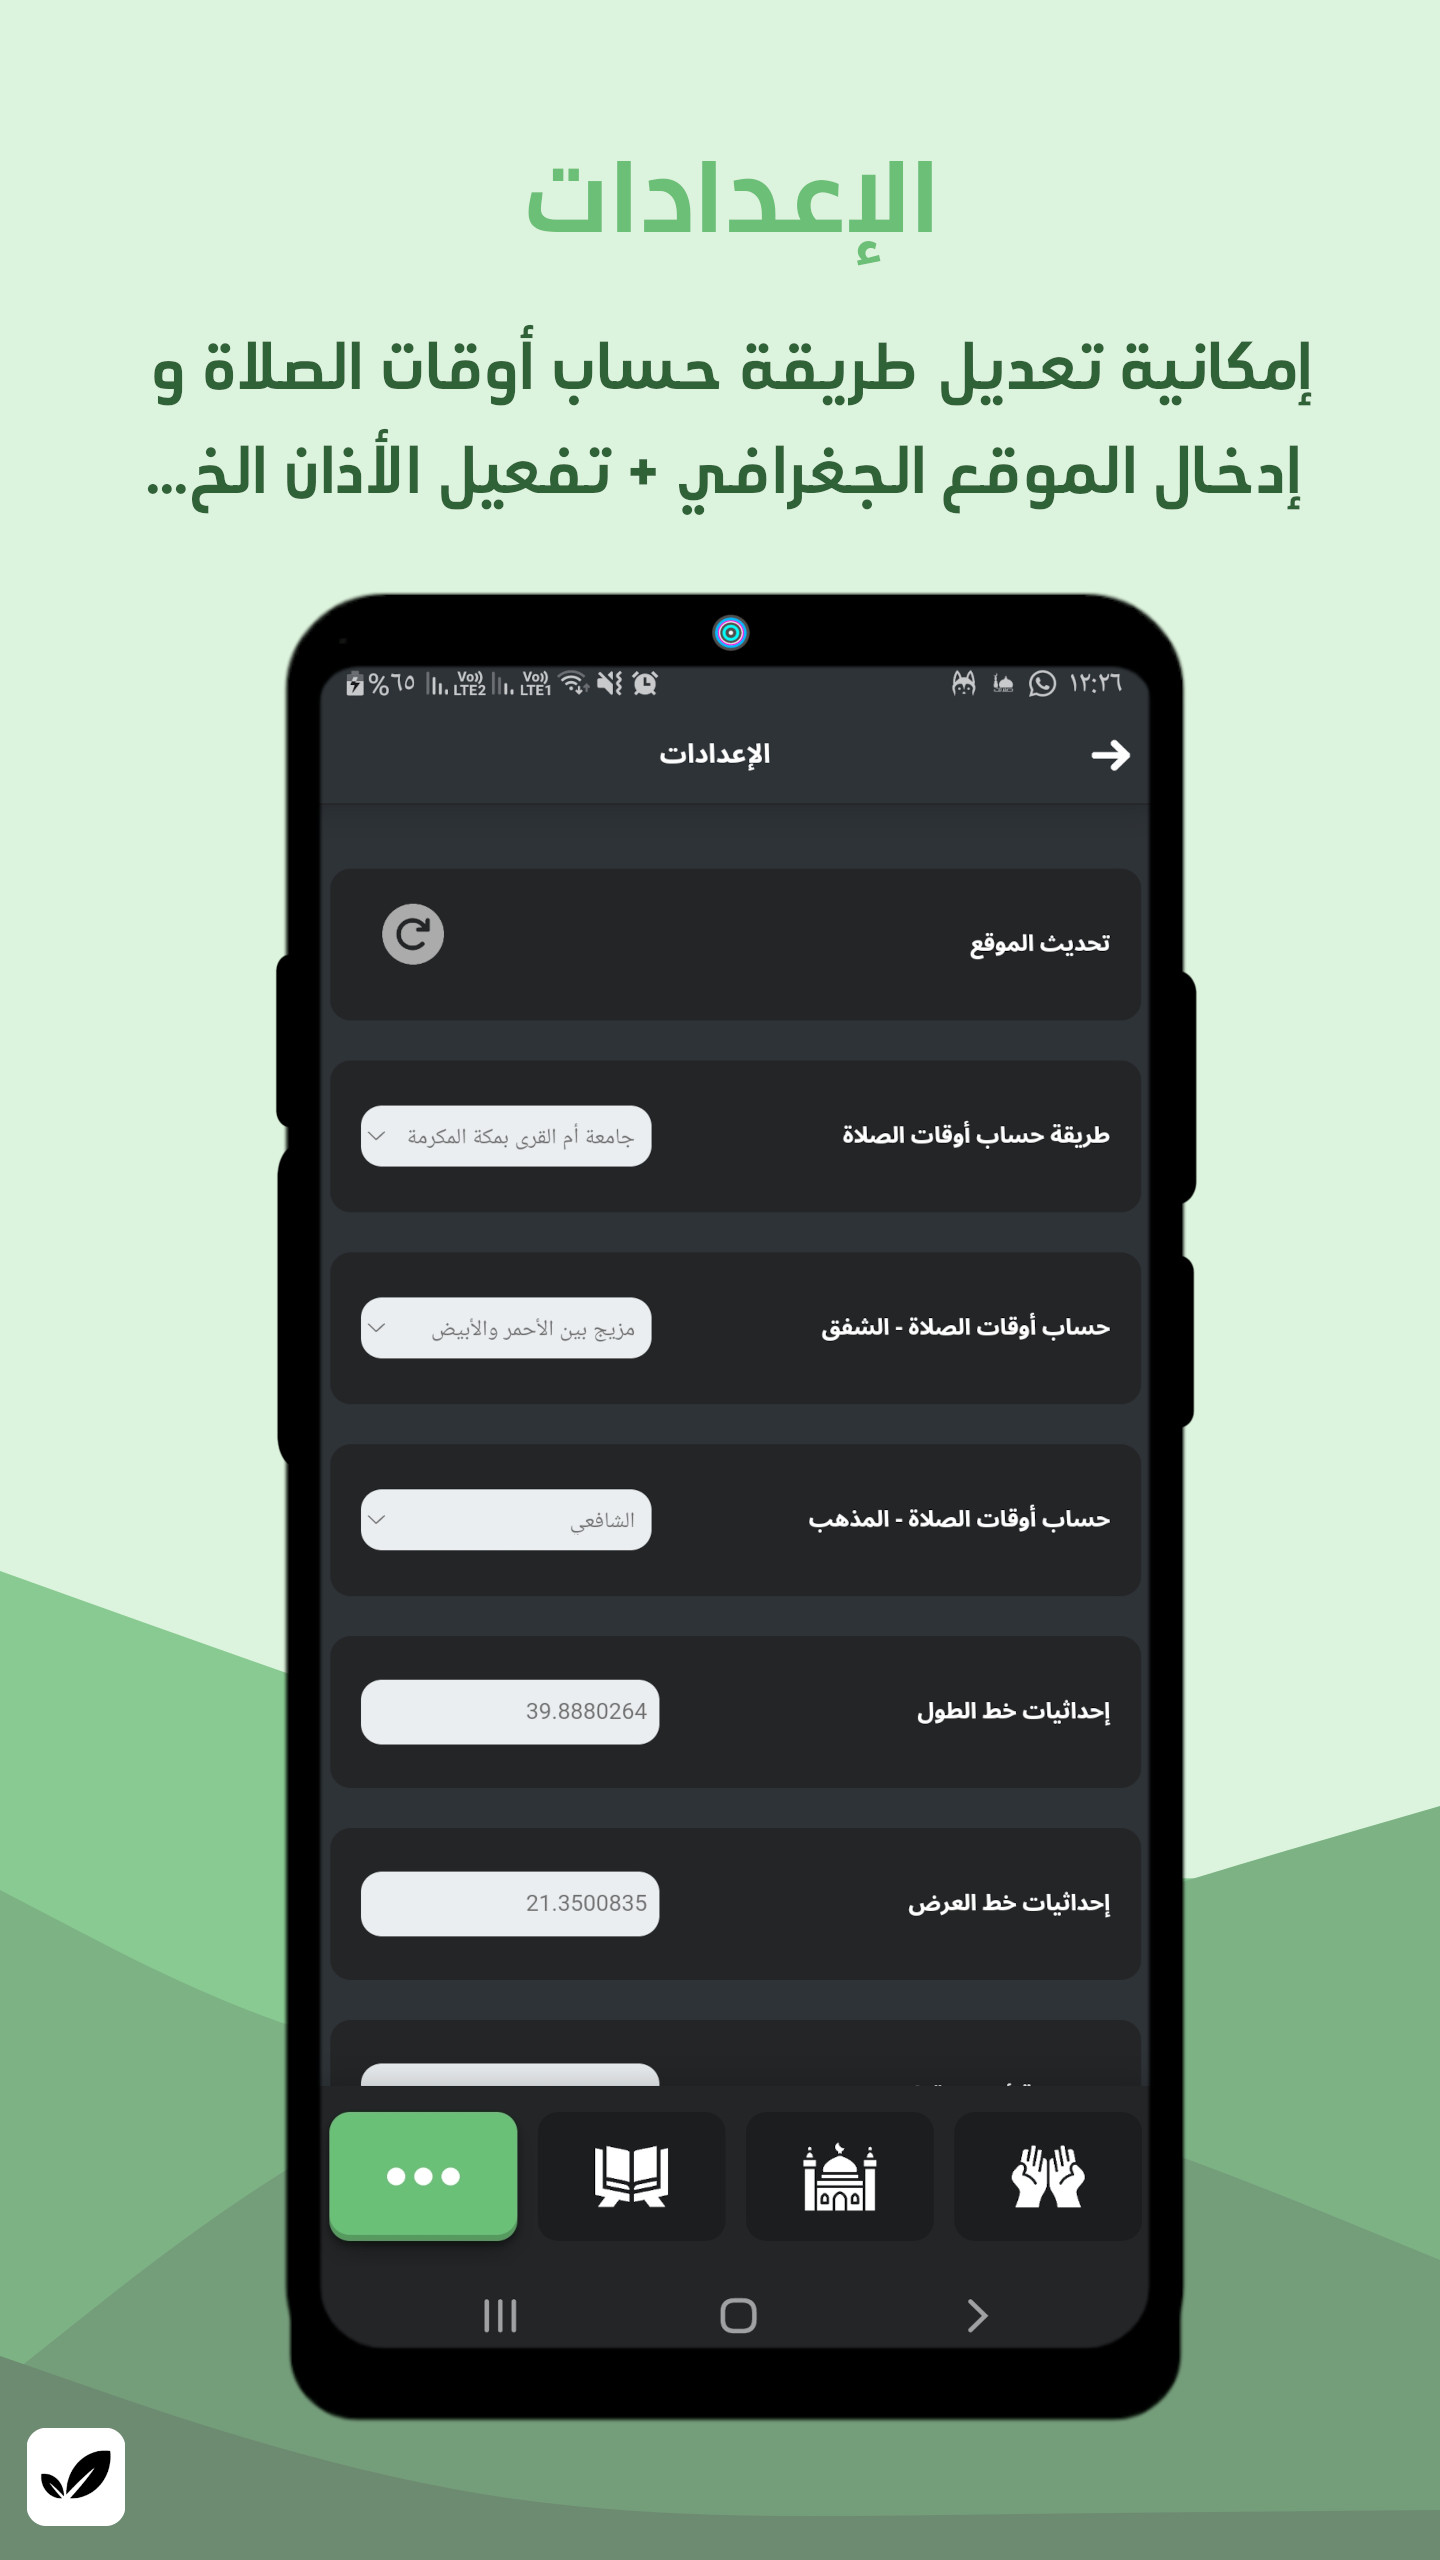 الإعدادات
إمكانية تعديل طريقة حساب أوقات الصلاة و
إدخال الموقع الجغرافي + تفعيل الأذان الخ...
١٢:٢٦ Vo)) LTE1 Vo)) LTE2 ٦٥%
الإعدادات
تحديث الموقع
طريقة حساب أوقات الصلاة جامعة أم القرى بمكة المكرمة
حساب أوقات الصلاة - الشفق مزيج بين الأحمر والأبيض
حساب أوقات الصلاة - المذهب الشافعي
إحداثيات خط الطول 39.8880264
إحداثيات خط العرض 21.3500835